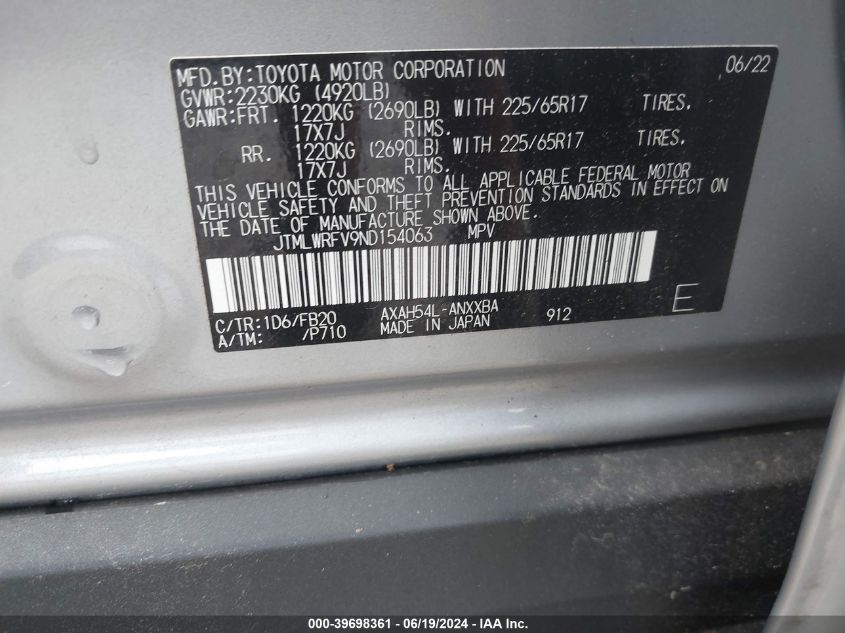 MFD.BY:TOYOTA MOTOR CORPORATION 06/22
GVWR:2230KG (4920LB)
GAWR:FRT. 1220KG (2690LB) WITH 225/65R17 TIRES,
17X7J RIMS.
RR. 1220KG (2690LB) WITH 225/65R17 TIRES,
17X7J RIMS.
THIS VEHICLE CONFORMS TO ALL APPLICABLE FEDERAL MOTOR
VEHICLE SAFETY AND THEFT PREVENTION STANDARDS IN EFFECT ON
THE DATE OF MANUFACTURE SHOWN ABOVE.
JTMLWRFV9ND154063 MPV
C/TR:1D6/FB20 AXAH54L-ANXXBA
A/TM: /P710 MADE IN JAPAN 912 E
000-39698361 - 06/19/2024 - IAA Inc.